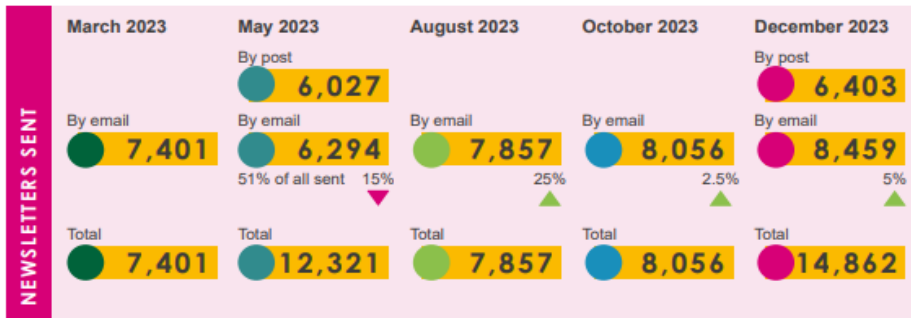 NEWSLETTERS SENT
March 2023 May 2023 August 2023 October 2023 December 2023
By post By post
6,027 6,403
By email By email By email By email By email
7,401 6,294 7,857 8,056 8,459
51% of all sent 15% 25% 2.5% 5%
Total Total Total Total Total
7,401 12,321 7,857 8,056 14,862